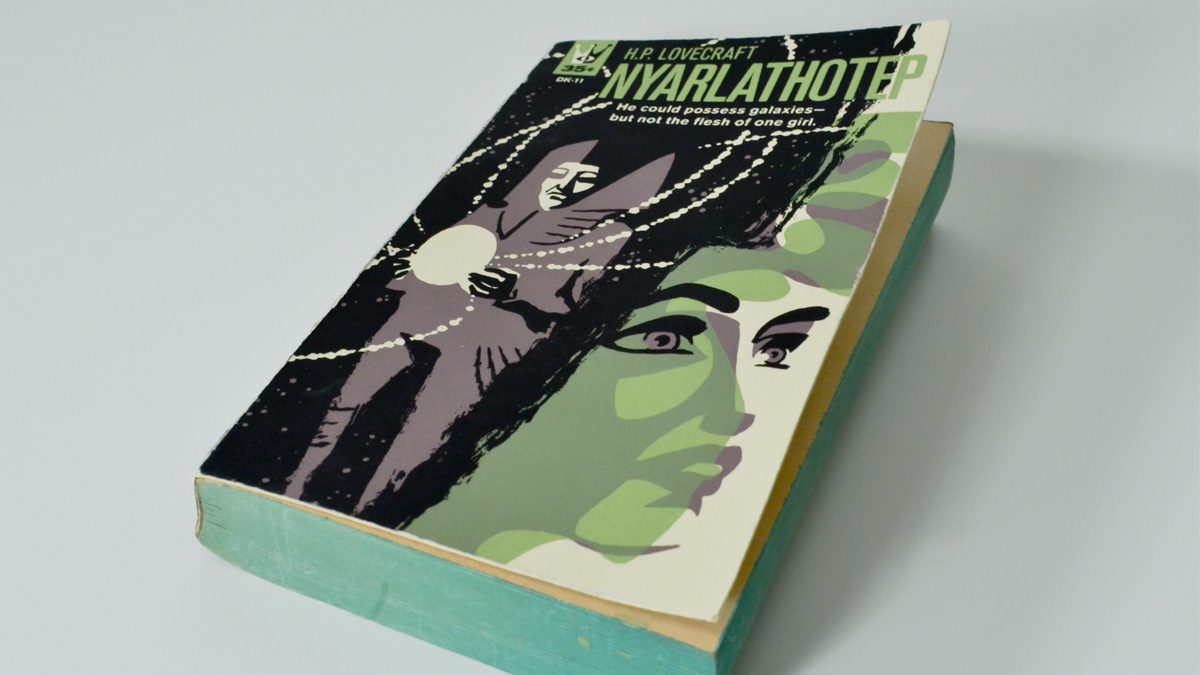 35¢
DK-11
H.P. LOVECRAFT
NYARLATHOTEP
He could possess galaxies—
but not the flesh of one girl.